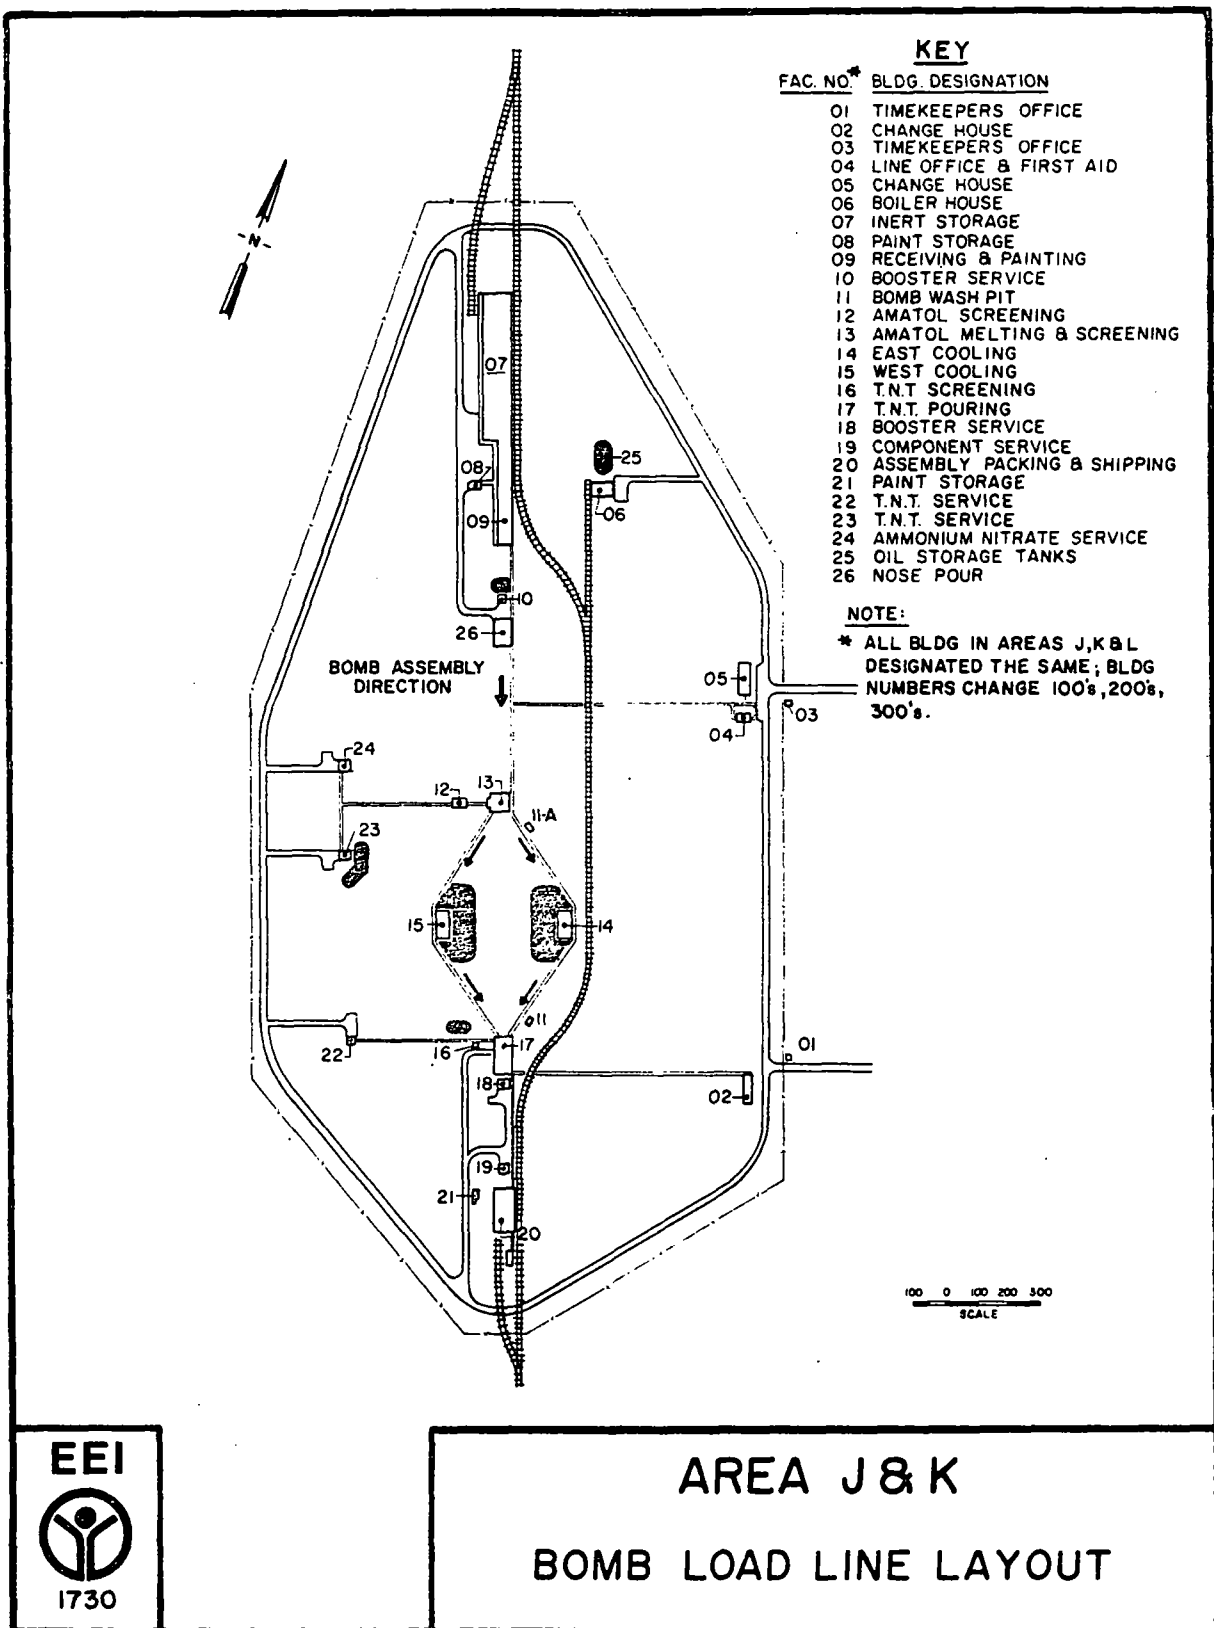 KEY
FAC. NO.* BLDG. DESIGNATION
01 TIMEKEEPERS OFFICE
02 CHANGE HOUSE
03 TIMEKEEPERS OFFICE
04 LINE OFFICE & FIRST AID
05 CHANGE HOUSE
06 BOILER HOUSE
07 INERT STORAGE
08 PAINT STORAGE
09 RECEIVING & PAINTING
10 BOOSTER SERVICE
11 BOMB WASH PIT
12 AMATOL SCREENING
13 AMATOL MELTING & SCREENING
14 EAST COOLING
15 WEST COOLING
16 T.N.T SCREENING
17 T.N.T. POURING
18 BOOSTER SERVICE
19 COMPONENT SERVICE
20 ASSEMBLY PACKING & SHIPPING
21 PAINT STORAGE
22 T.N.T. SERVICE
23 T.N.T. SERVICE
24 AMMONIUM NITRATE SERVICE
25 OIL STORAGE TANKS
26 NOSE POUR
NOTE:
* ALL BLDG IN AREAS J,K&L
DESIGNATED THE SAME; BLDG
NUMBERS CHANGE 100's,200's,
300's.
-N-
07
25
08
06
09
10
26
BOMB ASSEMBLY
DIRECTION
05
03
04
24
13
12
11-A
23
15
14
11
22
16
17
01
18
02
19
21
20
100 0 100 200 300
SCALE
EEI
1730
AREA J & K
BOMB LOAD LINE LAYOUT